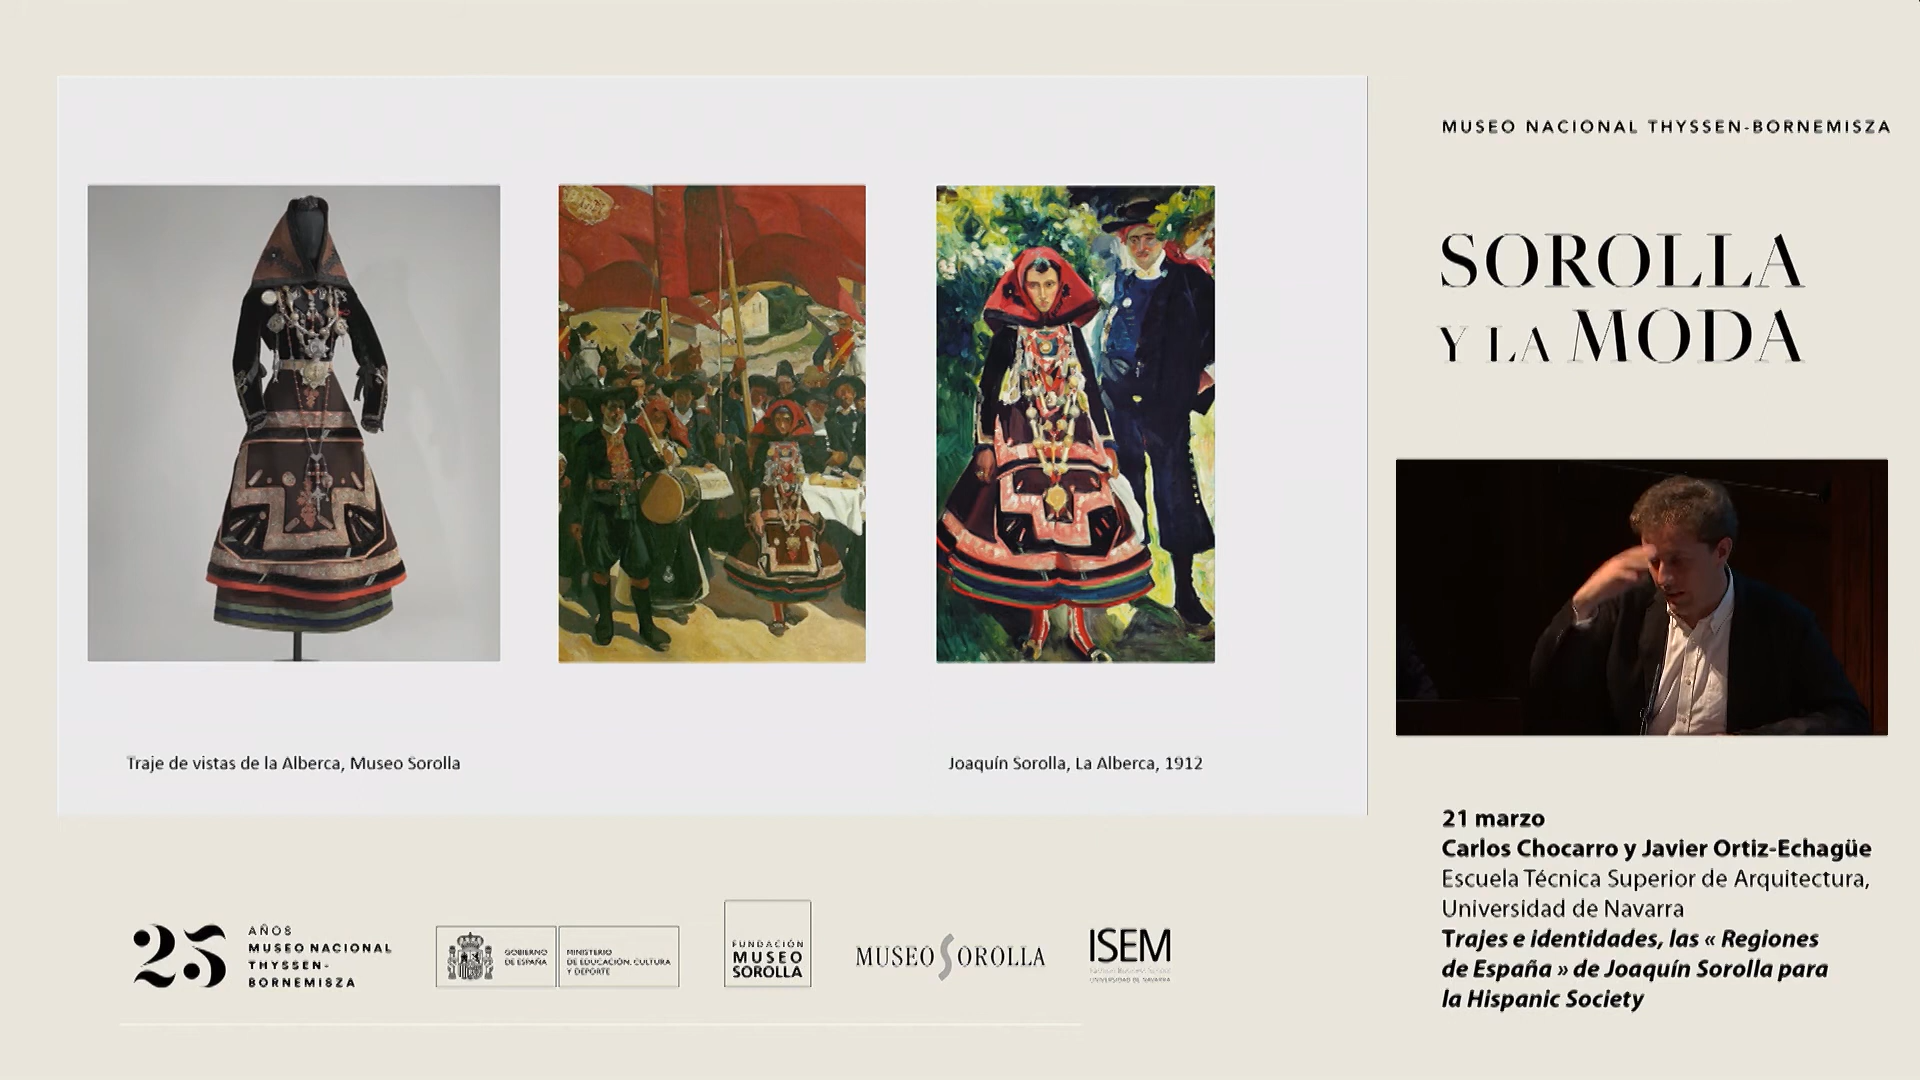 MUSEO NACIONAL THYSSEN-BORNEMISZA
SOROLLA
Y LA MODA
Traje de vistas de la Alberca, Museo Sorolla
Joaquín Sorolla, La Alberca, 1912
21 marzo
Carlos Chocarro y Javier Ortiz-Echagüe
Escuela Técnica Superior de Arquitectura,
Universidad de Navarra
Trajes e identidades, las « Regiones
de España » de Joaquín Sorolla para
la Hispanic Society
25 AÑOS
MUSEO NACIONAL
THYSSEN-
BORNEMISZA
GOBIERNO
DE ESPAÑA
MINISTERIO
DE EDUCACIÓN, CULTURA
Y DEPORTE
FUNDACIÓN
MUSEO
SOROLLA
MUSEO SOROLLA
ISEM
UNIVERSIDAD DE NAVARRA